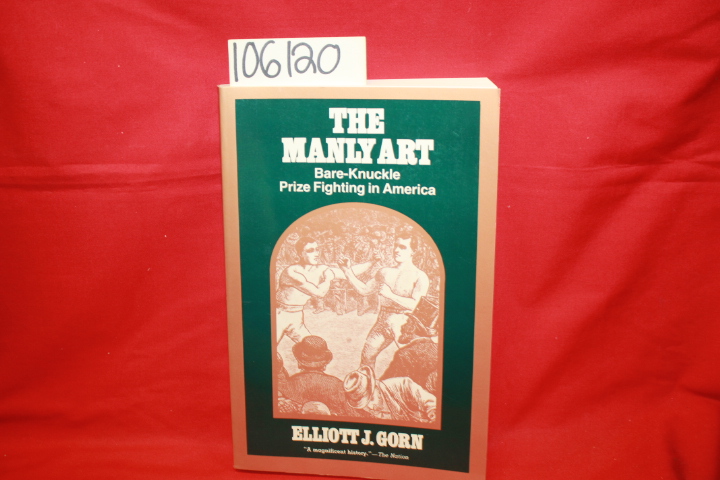 106120
THE
MANLY ART
Bare-Knuckle
Prize Fighting in America
ELLIOTT J. GORN
"A magnificent history."—The Nation